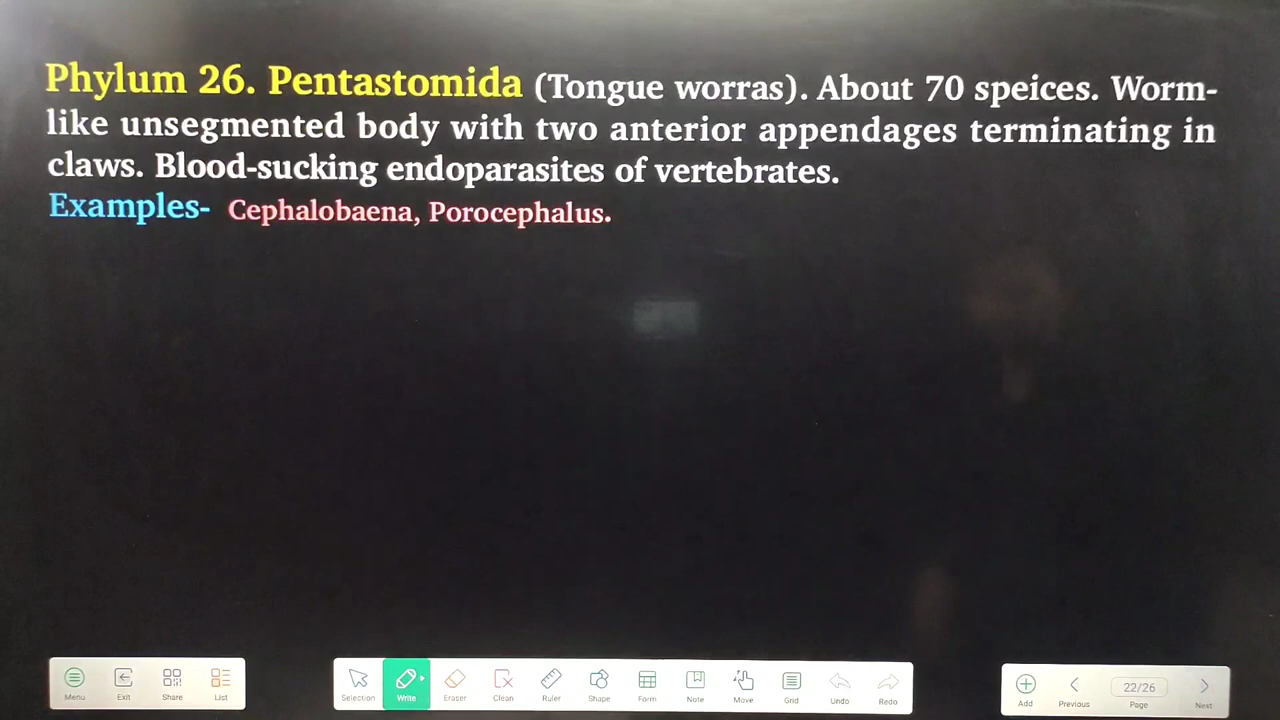 Phylum 26. Pentastomida (Tongue worras). About 70 speices. Worm-
like unsegmented body with two anterior appendages terminating in
claws. Blood-sucking endoparasites of vertebrates.
Examples- Cephalobaena, Porocephalus.
Menu Exit Share List Selection Write Eraser Clean Ruler Shape Form Note Move Grid Undo Redo Add Previous 22/26 Page Next